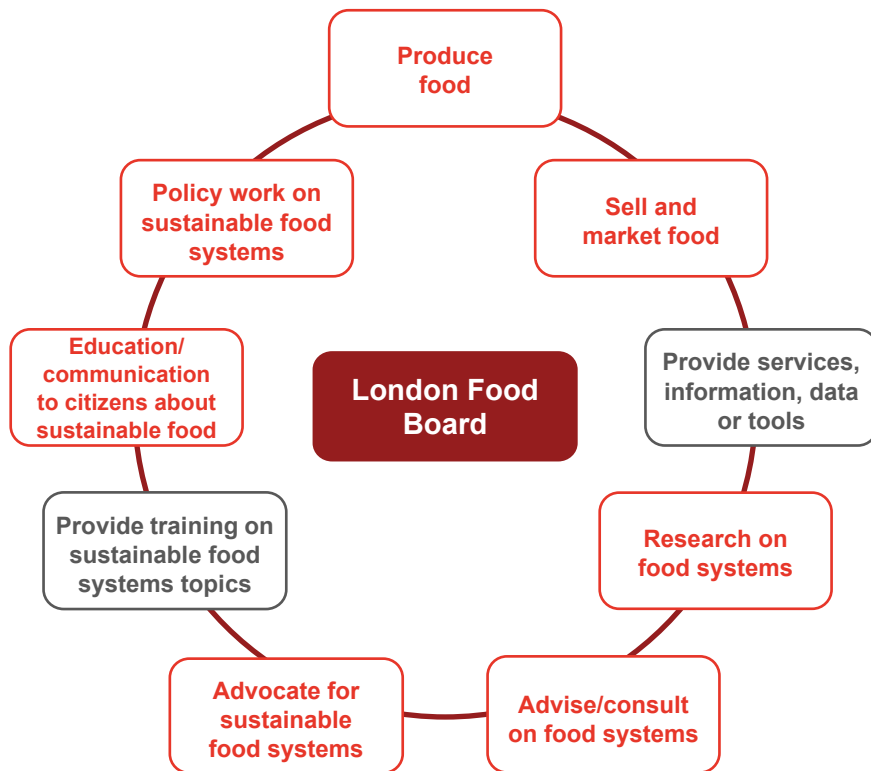 Produce
food
Policy work on
sustainable food
systems
Sell and
market food
Education/
communication
to citizens about
sustainable food
London Food
Board
Provide services,
information, data
or tools
Provide training on
sustainable food
systems topics
Research on
food systems
Advocate for
sustainable
food systems
Advise/consult
on food systems